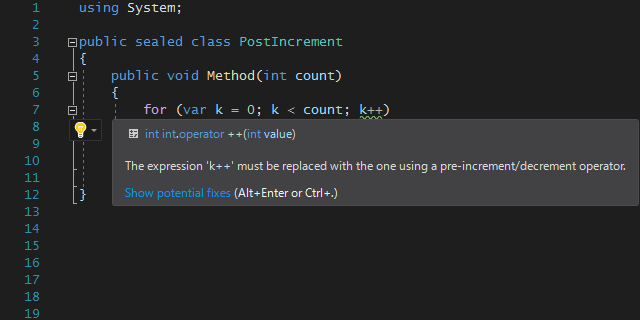 1 using System;
2
3 public sealed class PostIncrement
4 {
5 public void Method(int count)
6 {
7 for (var k = 0; k < count; k++)
8
9 int int.operator ++(int value)
10
The expression 'k++' must be replaced with the one using a pre-increment/decrement operator.
11
Show potential fixes (Alt+Enter or Ctrl+.)
12 }
13
14
15
16
17
18
19